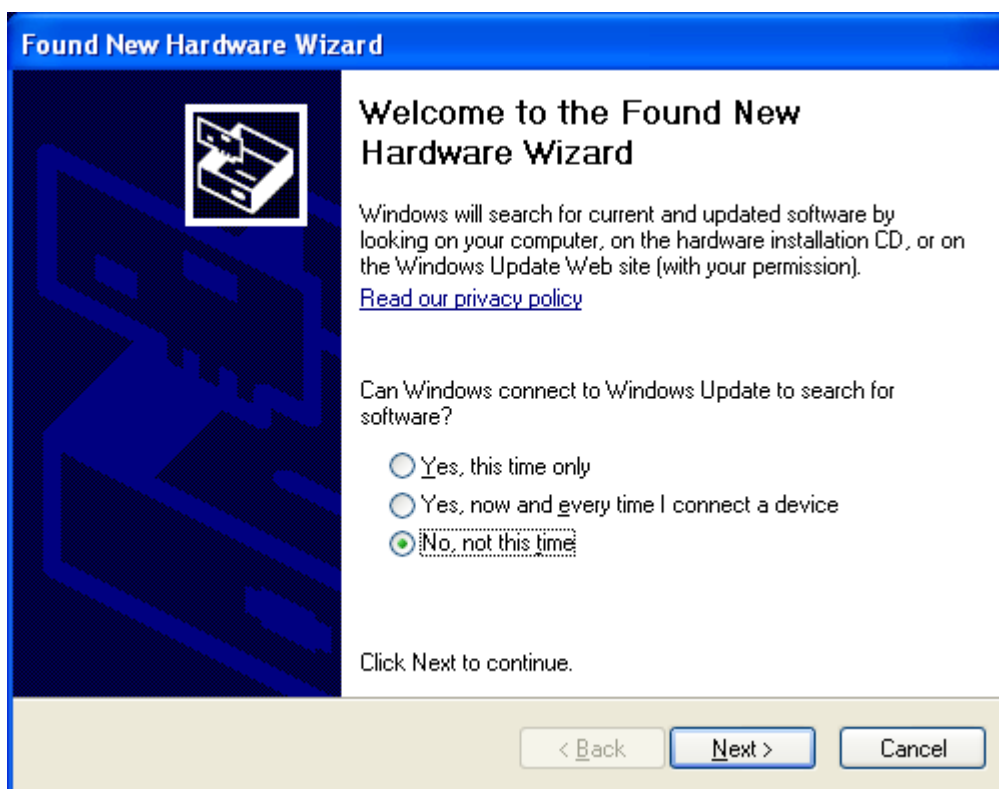 Found New Hardware Wizard
Welcome to the Found New
Hardware Wizard
Windows will search for current and updated software by
looking on your computer, on the hardware installation CD, or on
the Windows Update Web site (with your permission).
Read our privacy policy
Can Windows connect to Windows Update to search for
software?
Yes, this time only
Yes, now and every time I connect a device
No, not this time
Click Next to continue.
< Back
Next >
Cancel